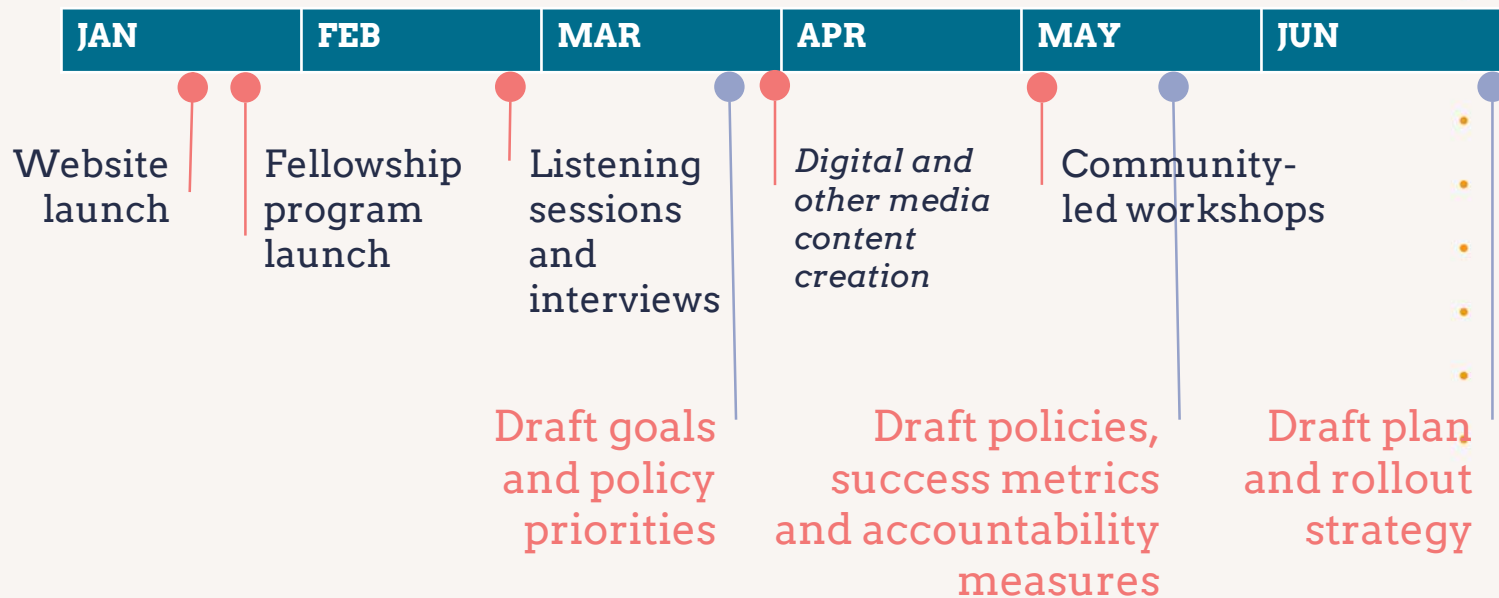 JAN FEB MAR APR MAY JUN
Website
launch
Fellowship
program
launch
Listening
sessions
and
interviews
Digital and
other media
content
creation
Community-
led workshops
Draft goals
and policy
priorities
Draft policies,
success metrics
and accountability
measures
Draft plan
and rollout
strategy